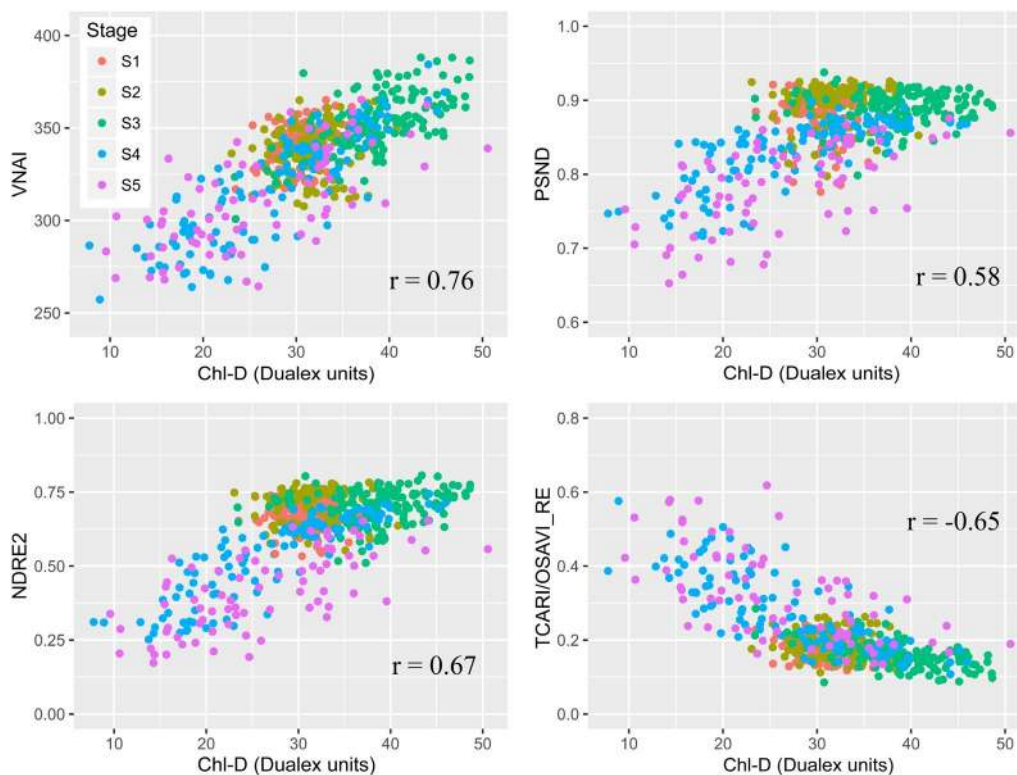 Stage
S1
S2
S3
S4
S5
400
350
300
250
VNAI
r = 0.76
10 20 30 40 50
Chl-D (Dualex units)
1.0
0.9
0.8
0.7
0.6
PSND
r = 0.58
10 20 30 40 50
Chl-D (Dualex units)
1.00
0.75
0.50
0.25
0.00
NDRE2
r = 0.67
10 20 30 40 50
Chl-D (Dualex units)
0.8
0.6
0.4
0.2
0.0
TCARI/OSAVI_RE
r = -0.65
10 20 30 40 50
Chl-D (Dualex units)